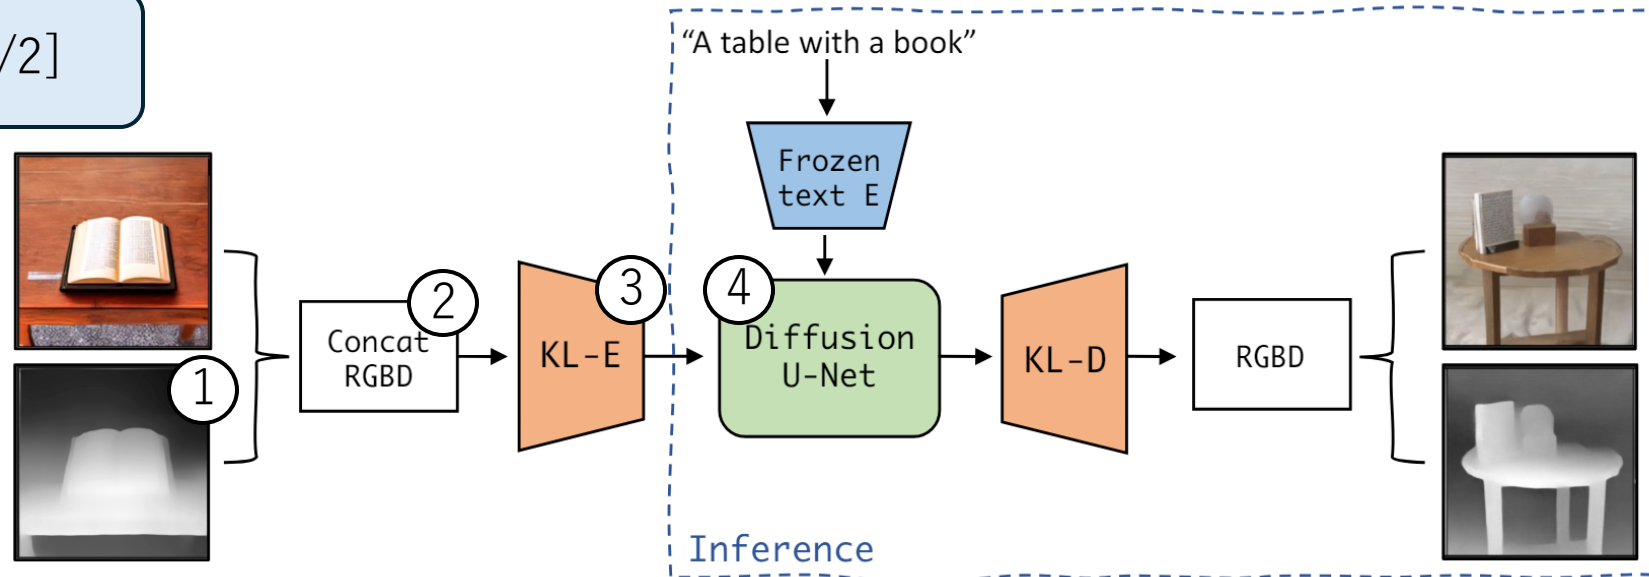 /2]
“A table with a book”
Frozen
text E
1
2
3
4
Concat
RGBD
KL-E
Diffusion
U-Net
KL-D
RGBD
Inference